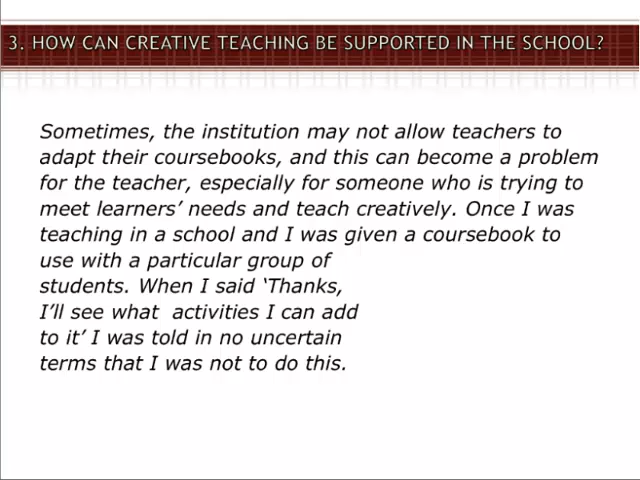 3. HOW CAN CREATIVE TEACHING BE SUPPORTED IN THE SCHOOL?
Sometimes, the institution may not allow teachers to
adapt their coursebooks, and this can become a problem
for the teacher, especially for someone who is trying to
meet learners’ needs and teach creatively. Once I was
teaching in a school and I was given a coursebook to
use with a particular group of
students. When I said ‘Thanks,
I’ll see what  activities I can add
to it’ I was told in no uncertain
terms that I was not to do this.